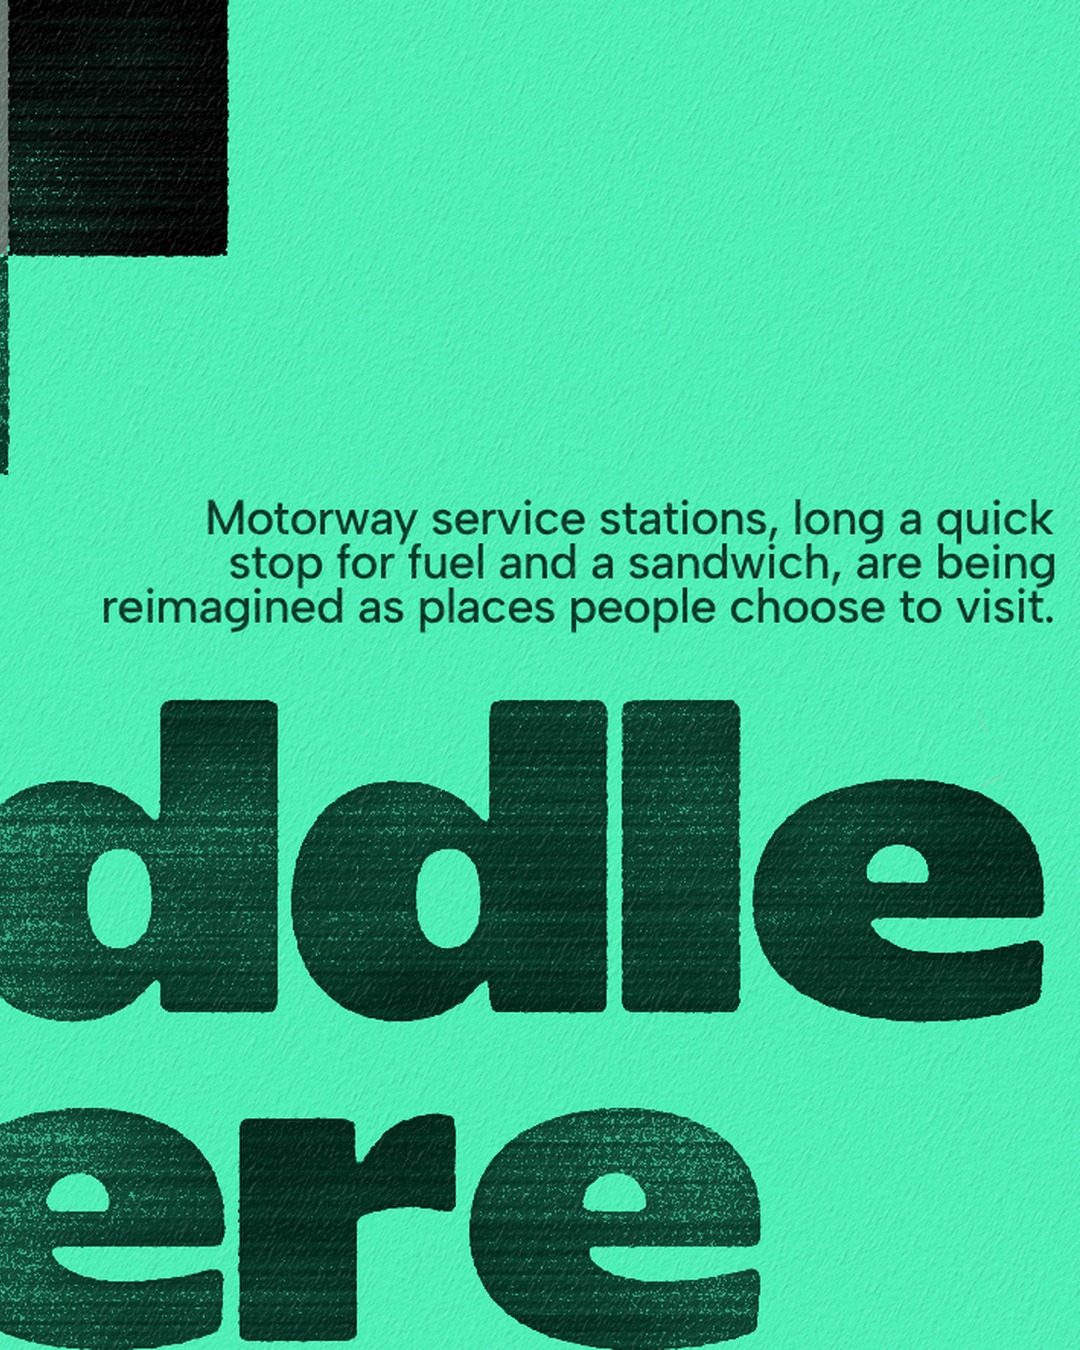 Motorway service stations, long a quick
stop for fuel and a sandwich, are being
reimagined as places people choose to visit.
ddle
ere